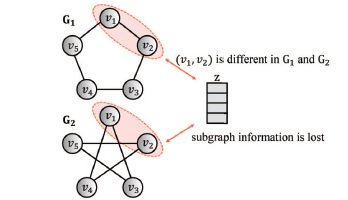 G₁
v₁
v₅
v₂
v₄
v₃
(v₁, v₂) is different in G₁ and G₂
z
subgraph information is lost
G₂
v₁
v₅
v₂
v₄
v₃